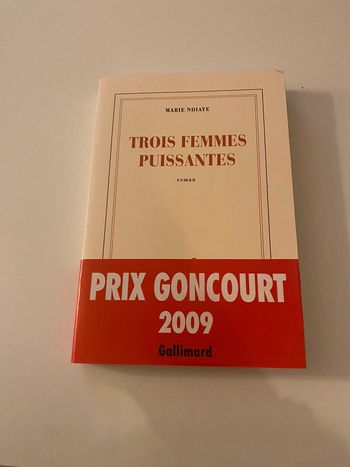 MARIE NDIAYE
TROIS FEMMES
PUISSANTES
roman
PRIX GONCOURT
2009
Gallimard